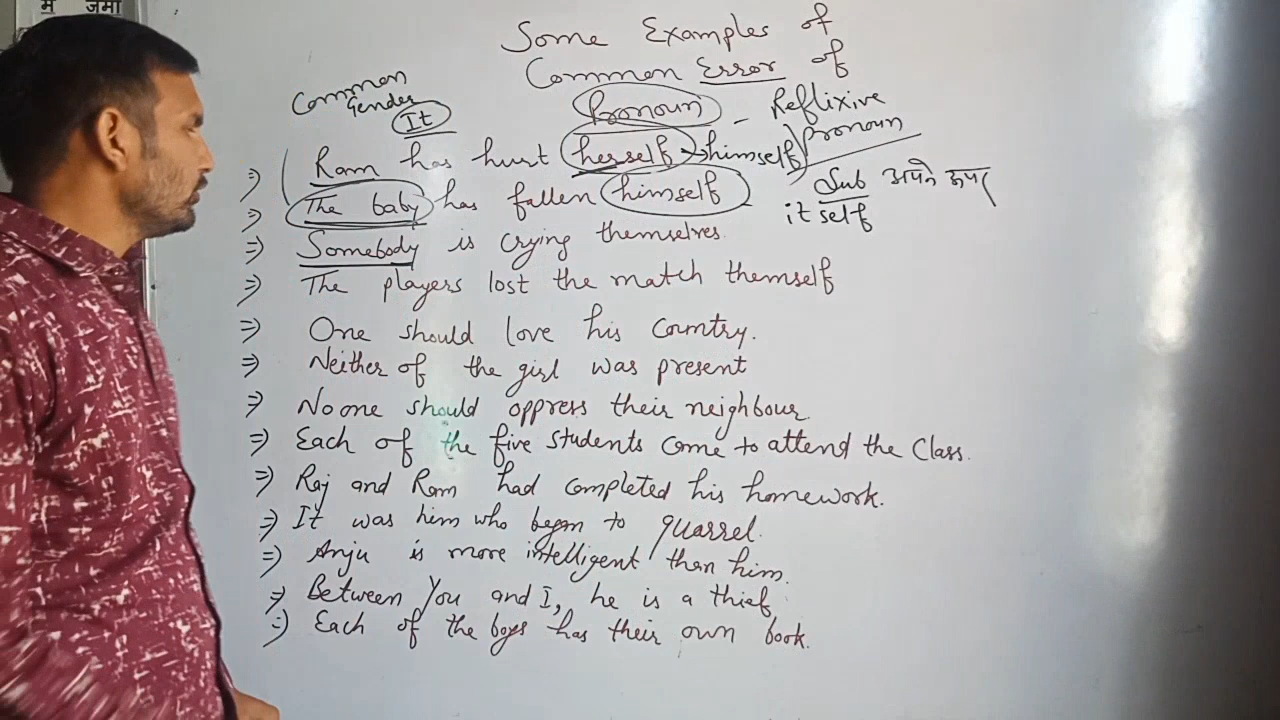 में जमा
Some Examples of
Common Error of
Pronoun - Reflixive
Pronoun
Common
Gender
It
⇒ Ram has hurt herself → himself
Sub अपने ऊपर
⇒ The baby has fallen himself itself
⇒ Somebody is crying themselves
⇒ The players lost the match themself
⇒ One should love his Country.
⇒ Neither of the girl was present
⇒ No one should oppress their neighbour.
⇒ Each of the five students come to attend the Class.
⇒ Raj and Ram had completed his homework.
⇒ It was him who began to quarrel.
⇒ Anju is more intelligent than him.
⇒ Between You and I, he is a thief
⇒ Each of the boys has their own book.